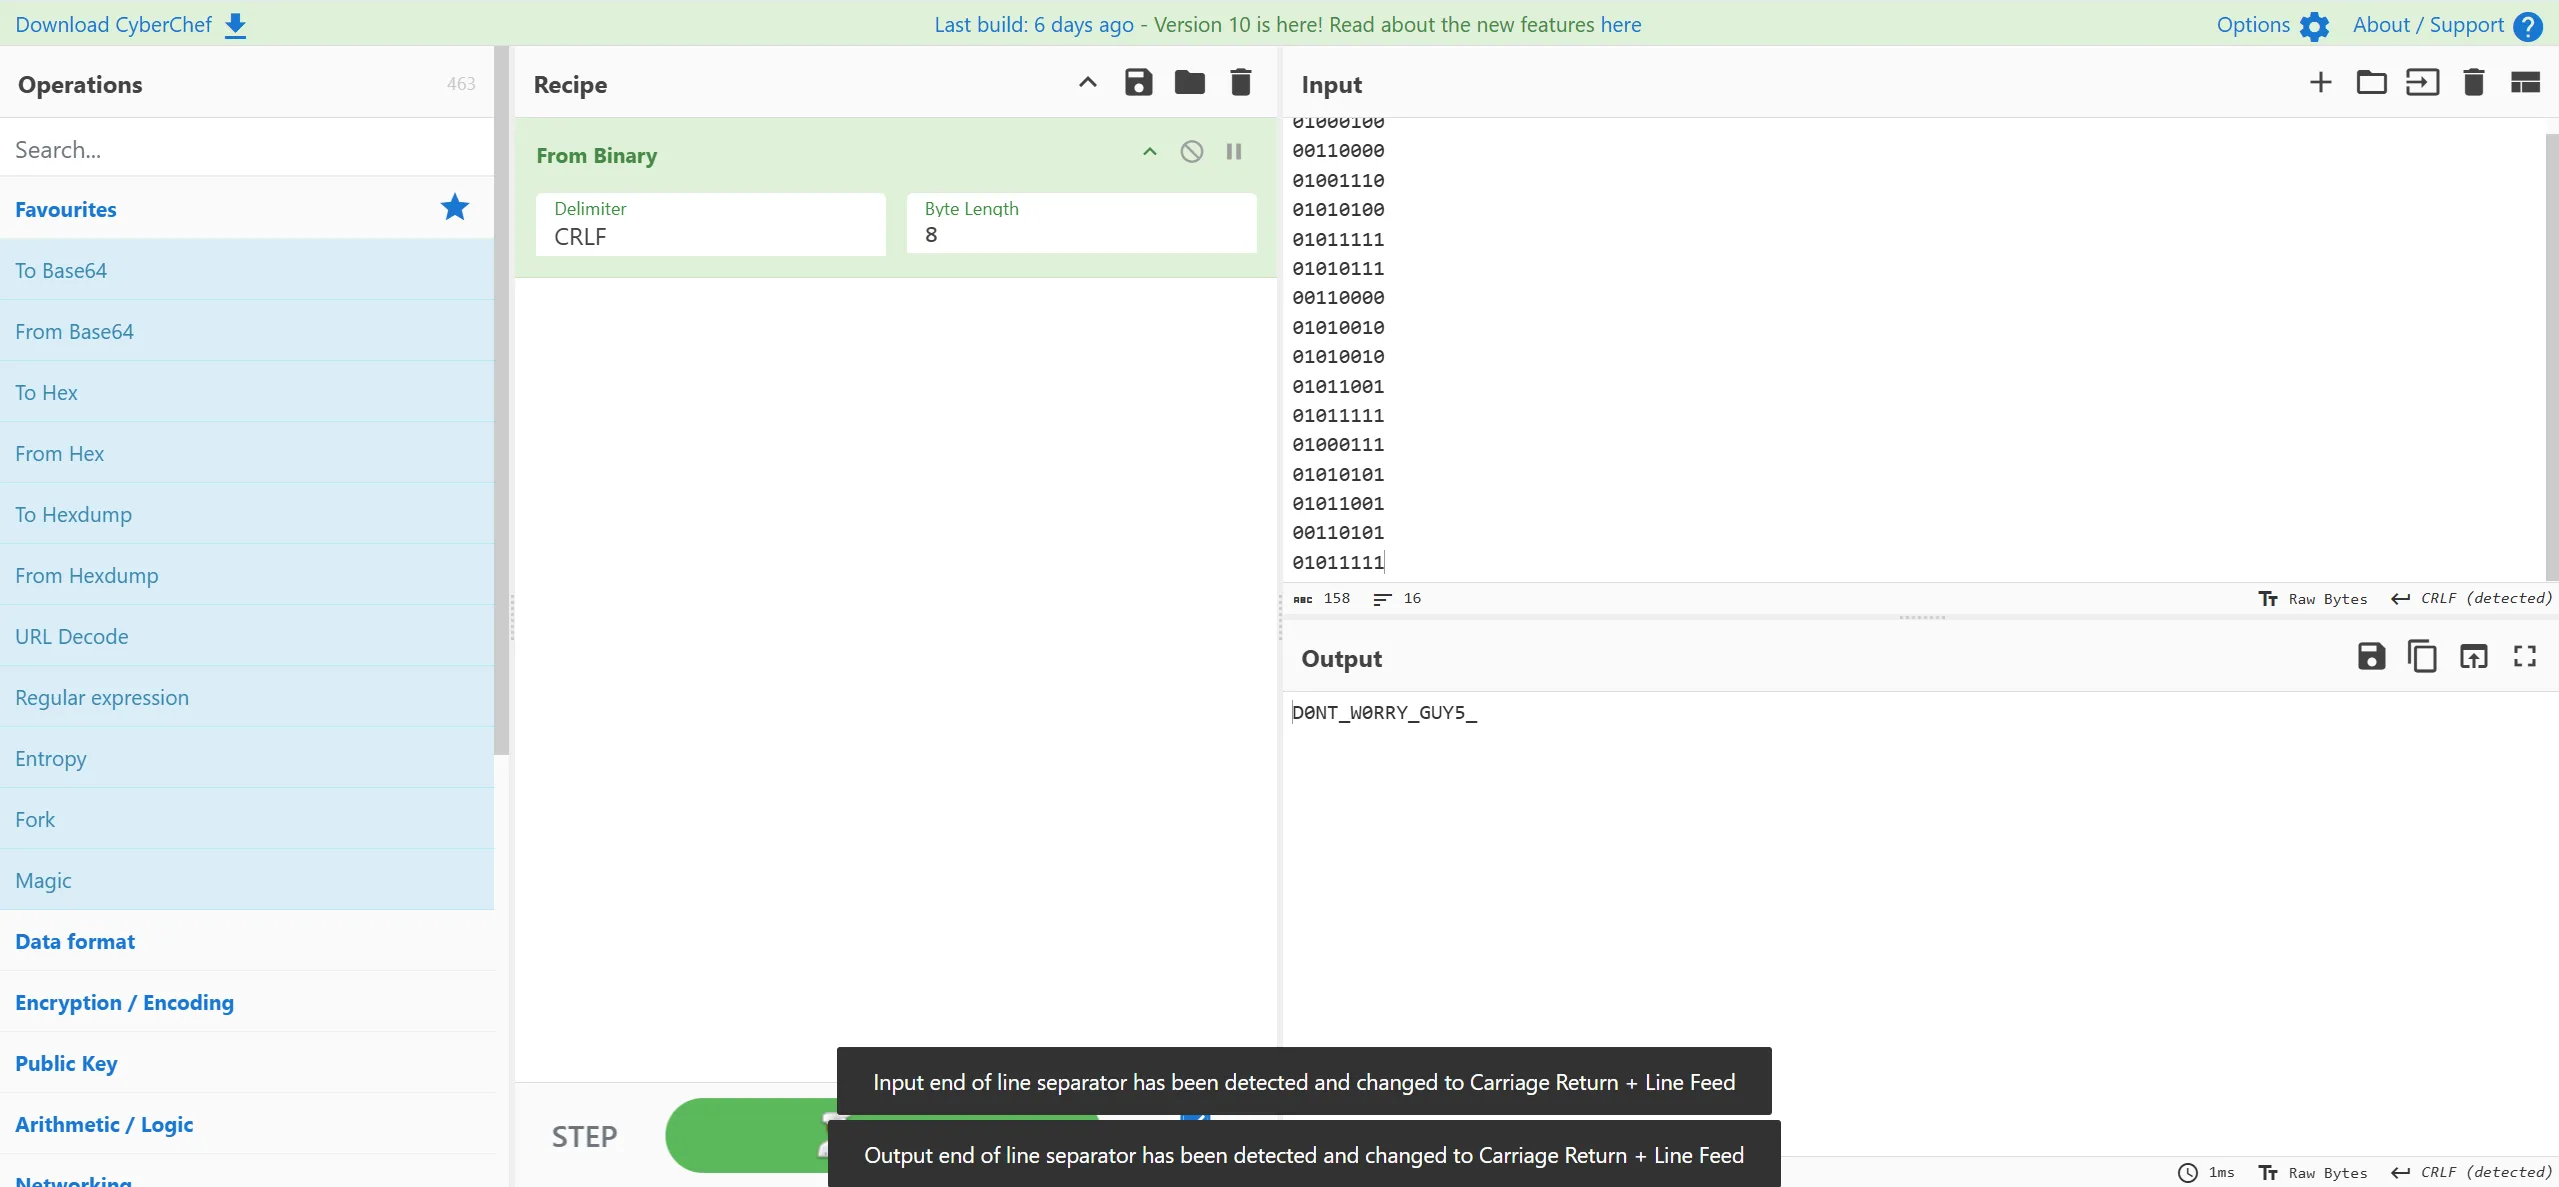 Download CyberChef
Last build: 6 days ago - Version 10 is here! Read about the new features here
Options
About / Support
Operations
463
Search...
Favourites
To Base64
From Base64
To Hex
From Hex
To Hexdump
From Hexdump
URL Decode
Regular expression
Entropy
Fork
Magic
Data format
Encryption / Encoding
Public Key
Arithmetic / Logic
Networking
Recipe
From Binary
Delimiter
CRLF
Byte Length
8
STEP
Input
01000100
00110000
01001110
01010100
01011111
01010111
00110000
01010010
01010010
01011001
01011111
01000111
01010101
01011001
00110101
01011111
ABC 158 16
Tт Raw Bytes CRLF (detected)
Output
D0NT_W0RRY_GUY5_
Input end of line separator has been detected and changed to Carriage Return + Line Feed
Output end of line separator has been detected and changed to Carriage Return + Line Feed
1ms Tт Raw Bytes CRLF (detected)